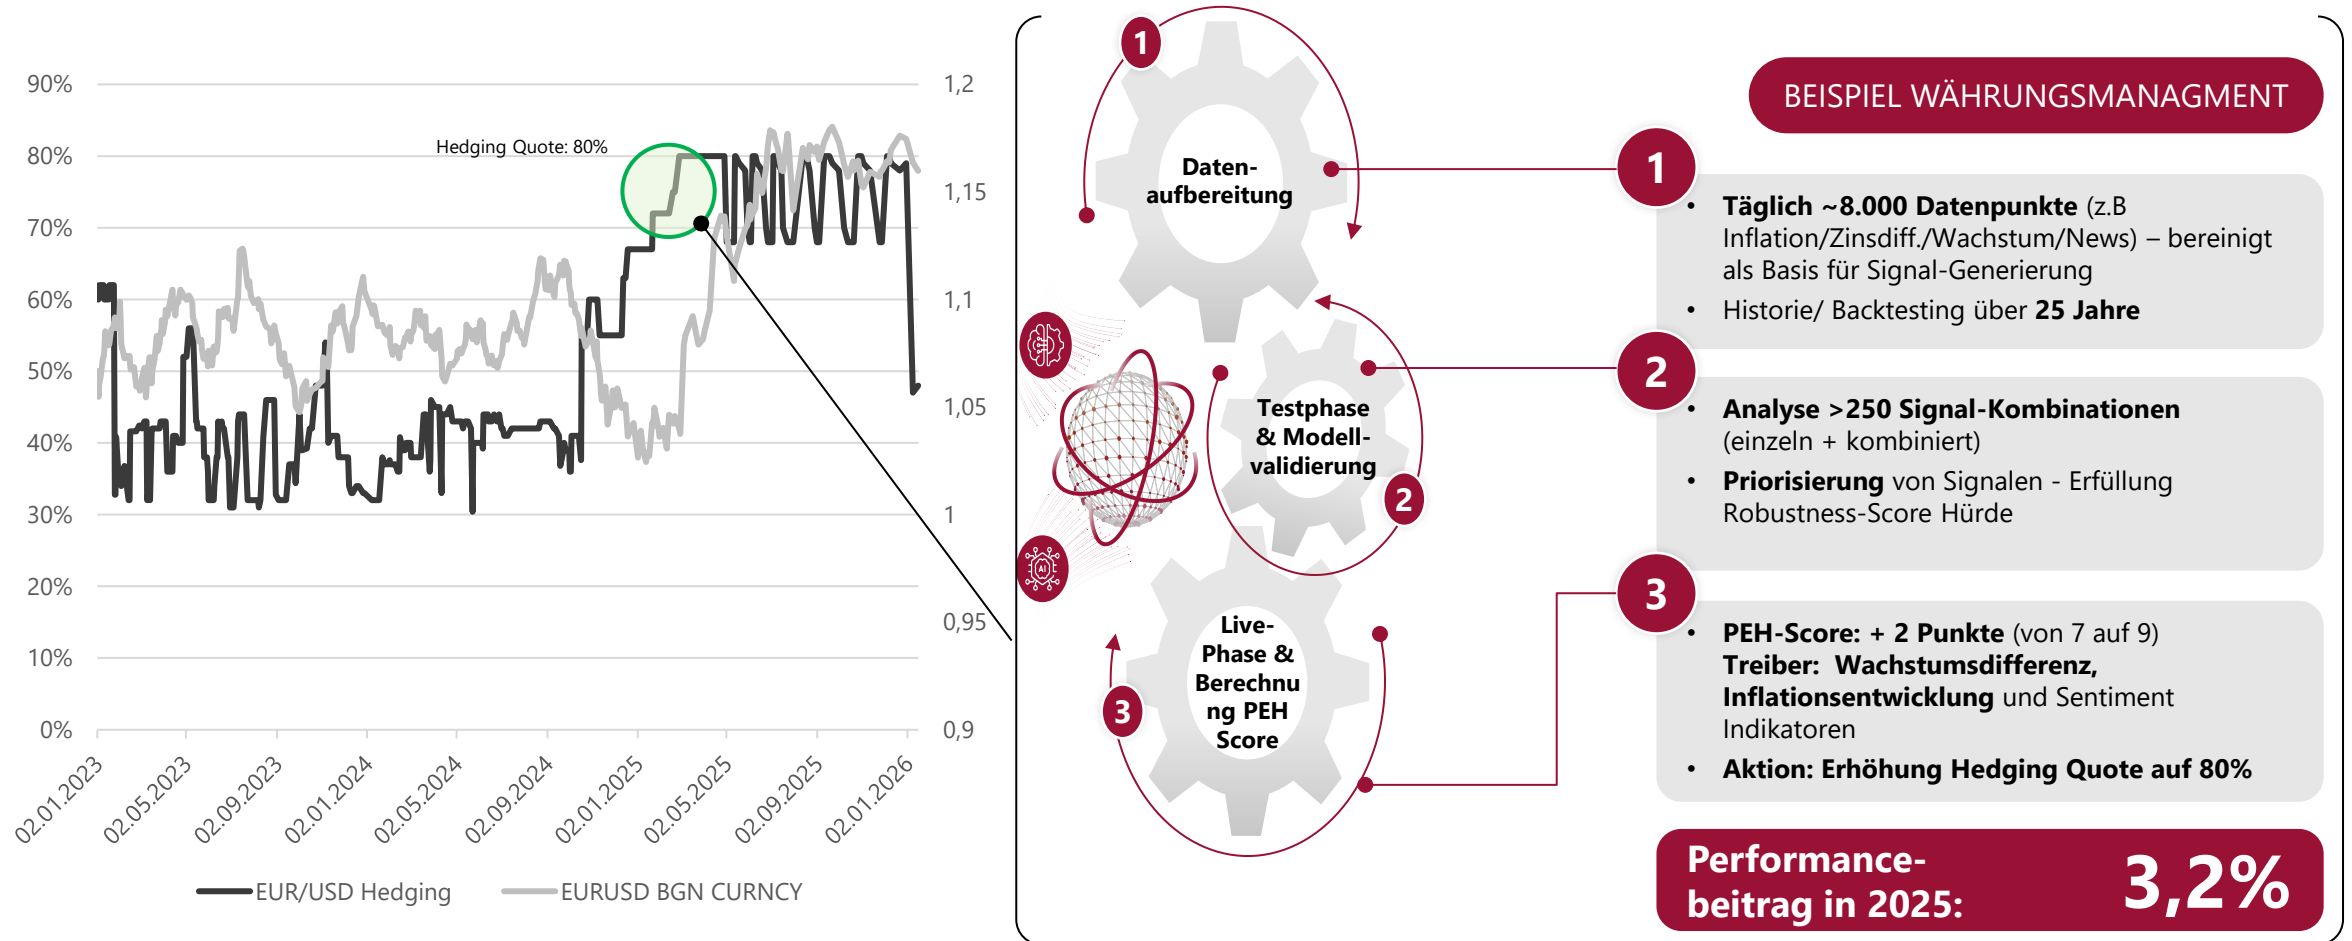 90%
80%
70%
60%
50%
40%
30%
20%
10%
0%
1,2
1,15
1,1
1,05
1
0,95
0,9
Hedging Quote: 80%
02.01.2023
02.05.2023
02.09.2023
02.01.2024
02.05.2024
02.09.2024
02.01.2025
02.05.2025
02.09.2025
02.01.2026
EUR/USD Hedging
EURUSD BGN CURNCY
1
Daten-
aufbereitung
Testphase
& Modell-
validierung
2
AI
Live-
Phase &
Berechnu
ng PEH
Score
3
BEISPIEL WÄHRUNGSMANAGMENT
1
• Täglich ~8.000 Datenpunkte (z.B
Inflation/Zinsdiff./Wachstum/News) – bereinigt
als Basis für Signal-Generierung
• Historie/ Backtesting über 25 Jahre
2
• Analyse >250 Signal-Kombinationen
(einzeln + kombiniert)
• Priorisierung von Signalen - Erfüllung
Robustness-Score Hürde
3
• PEH-Score: + 2 Punkte (von 7 auf 9)
Treiber: Wachstumsdifferenz,
Inflationsentwicklung und Sentiment
Indikatoren
• Aktion: Erhöhung Hedging Quote auf 80%
Performance-
beitrag in 2025:
3,2%